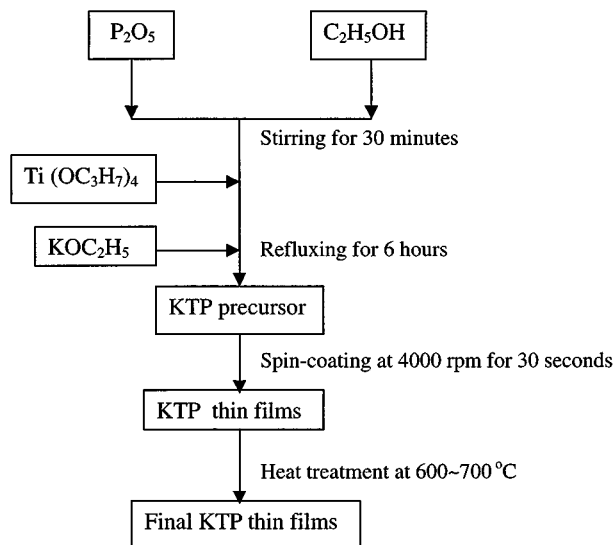 P₂O₅
C₂H₅OH
Stirring for 30 minutes
Ti (OC₃H₇)₄
KOC₂H₅
Refluxing for 6 hours
KTP precursor
Spin-coating at 4000 rpm for 30 seconds
KTP thin films
Heat treatment at 600~700 °C
Final KTP thin films